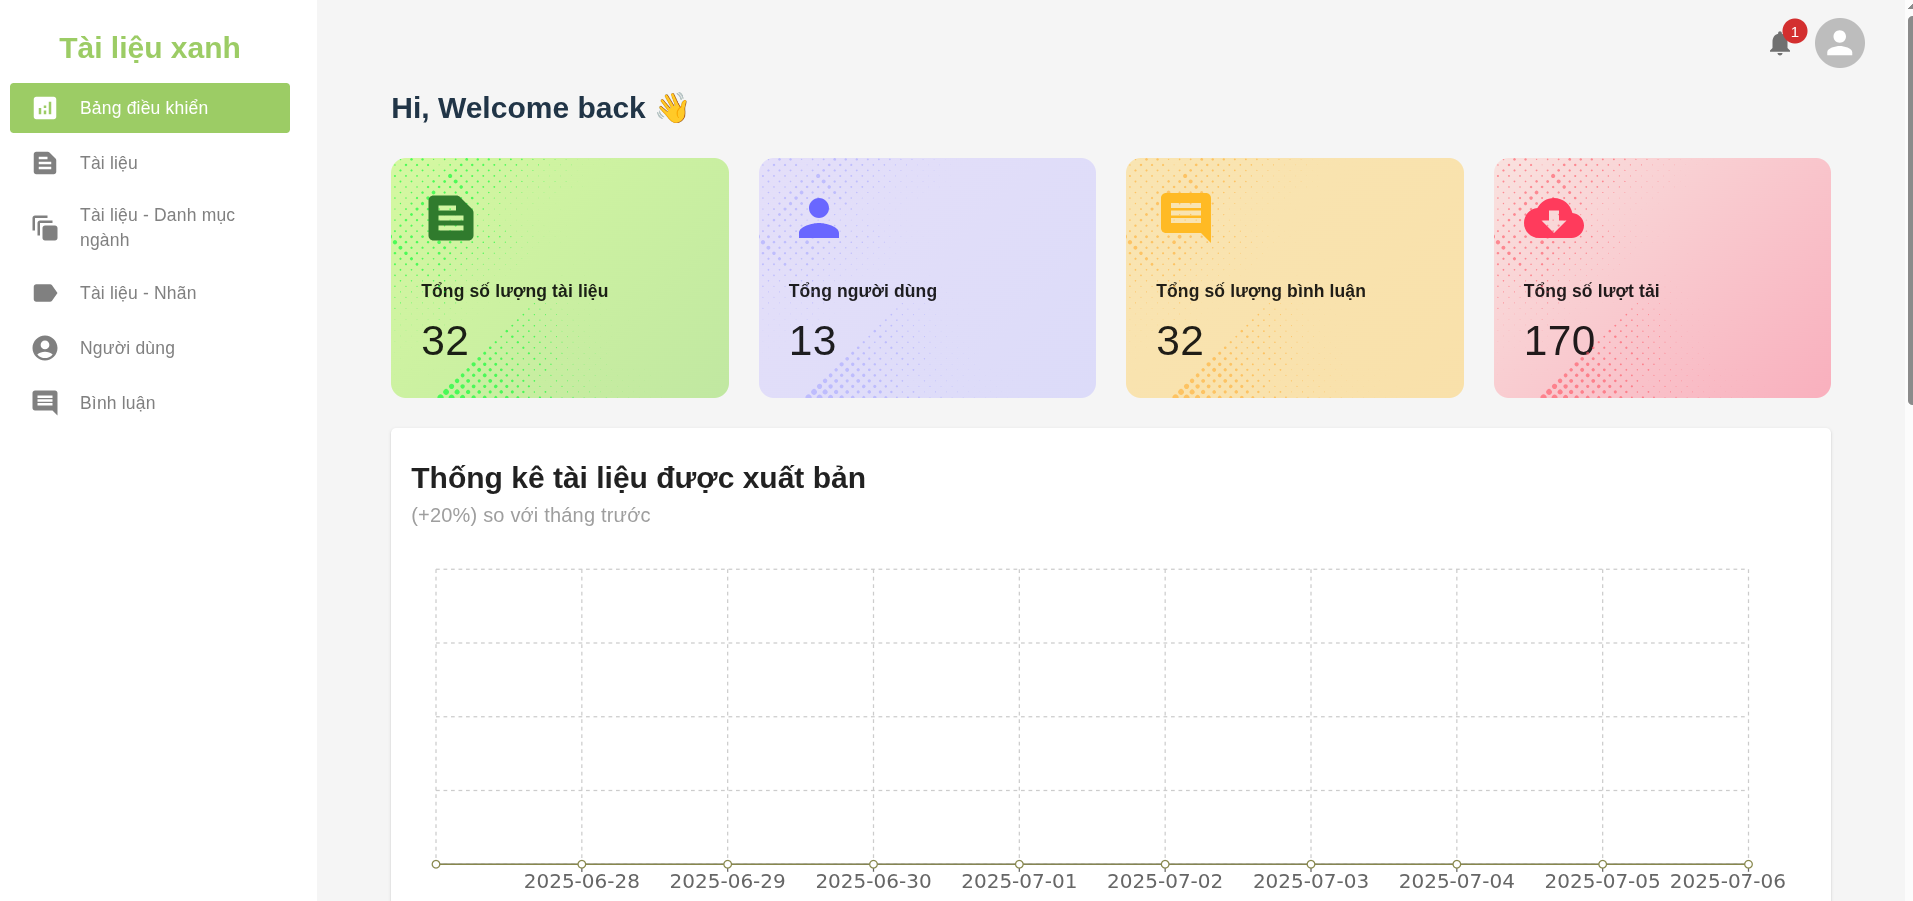 Tài liệu xanh
Bảng điều khiển
Tài liệu
Tài liệu - Danh mục
ngành
Tài liệu - Nhãn
Người dùng
Bình luận
1
Hi, Welcome back 👋
Tổng số lượng tài liệu
32
Tổng người dùng
13
Tổng số lượng bình luận
32
Tổng số lượt tải
170
Thống kê tài liệu được xuất bản
(+20%) so với tháng trước
2025-06-28 2025-06-29 2025-06-30 2025-07-01 2025-07-02 2025-07-03 2025-07-04 2025-07-05 2025-07-06